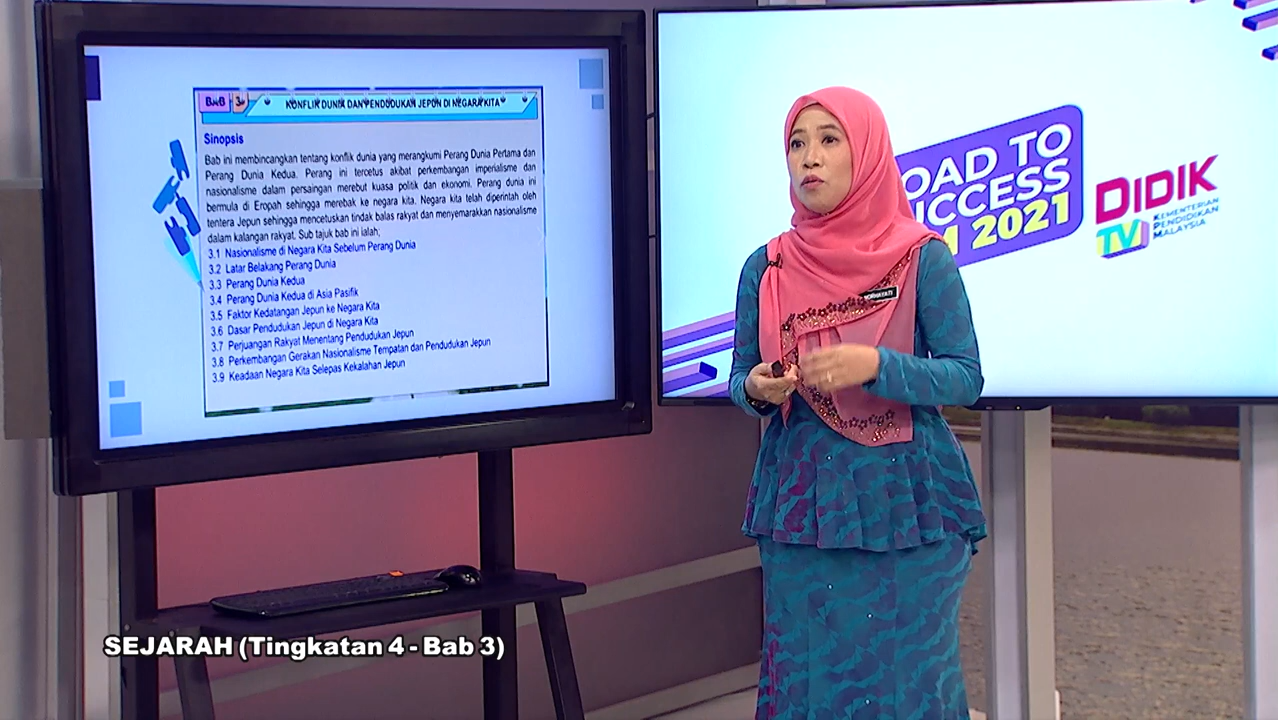 BAB 3 KONFLIK DUNIA DAN PENDUDUKAN JEPUN DI NEGARA KITA
Sinopsis
Bab ini membincangkan tentang konflik dunia yang merangkumi Perang Dunia Pertama dan
Perang Dunia Kedua. Perang ini tercetus akibat perkembangan imperialisme dan
nasionalisme dalam persaingan merebut kuasa politik dan ekonomi. Perang dunia ini
bermula di Eropah sehingga merebak ke negara kita. Negara kita telah diperintah oleh
tentera Jepun sehingga mencetuskan tindak balas rakyat dan menyemarakkan nasionalisme
dalam kalangan rakyat. Sub tajuk bab ini ialah;
3.1 Nasionalisme di Negara Kita Sebelum Perang Dunia
3.2 Latar Belakang Perang Dunia
3.3 Perang Dunia Kedua
3.4 Perang Dunia Kedua di Asia Pasifik
3.5 Faktor Kedatangan Jepun ke Negara Kita
3.6 Dasar Pendudukan Jepun di Negara Kita
3.7 Perjuangan Rakyat Menentang Pendudukan Jepun
3.8 Perkembangan Gerakan Nasionalisme Tempatan dan Pendudukan Jepun
3.9 Keadaan Negara Kita Selepas Kekalahan Jepun
OAD TO
CCESS
2021
DIDIK
TV
KEMENTERIAN
PENDIDIKAN
MALAYSIA
NORHAYATI
SEJARAH (Tingkatan 4 - Bab 3)